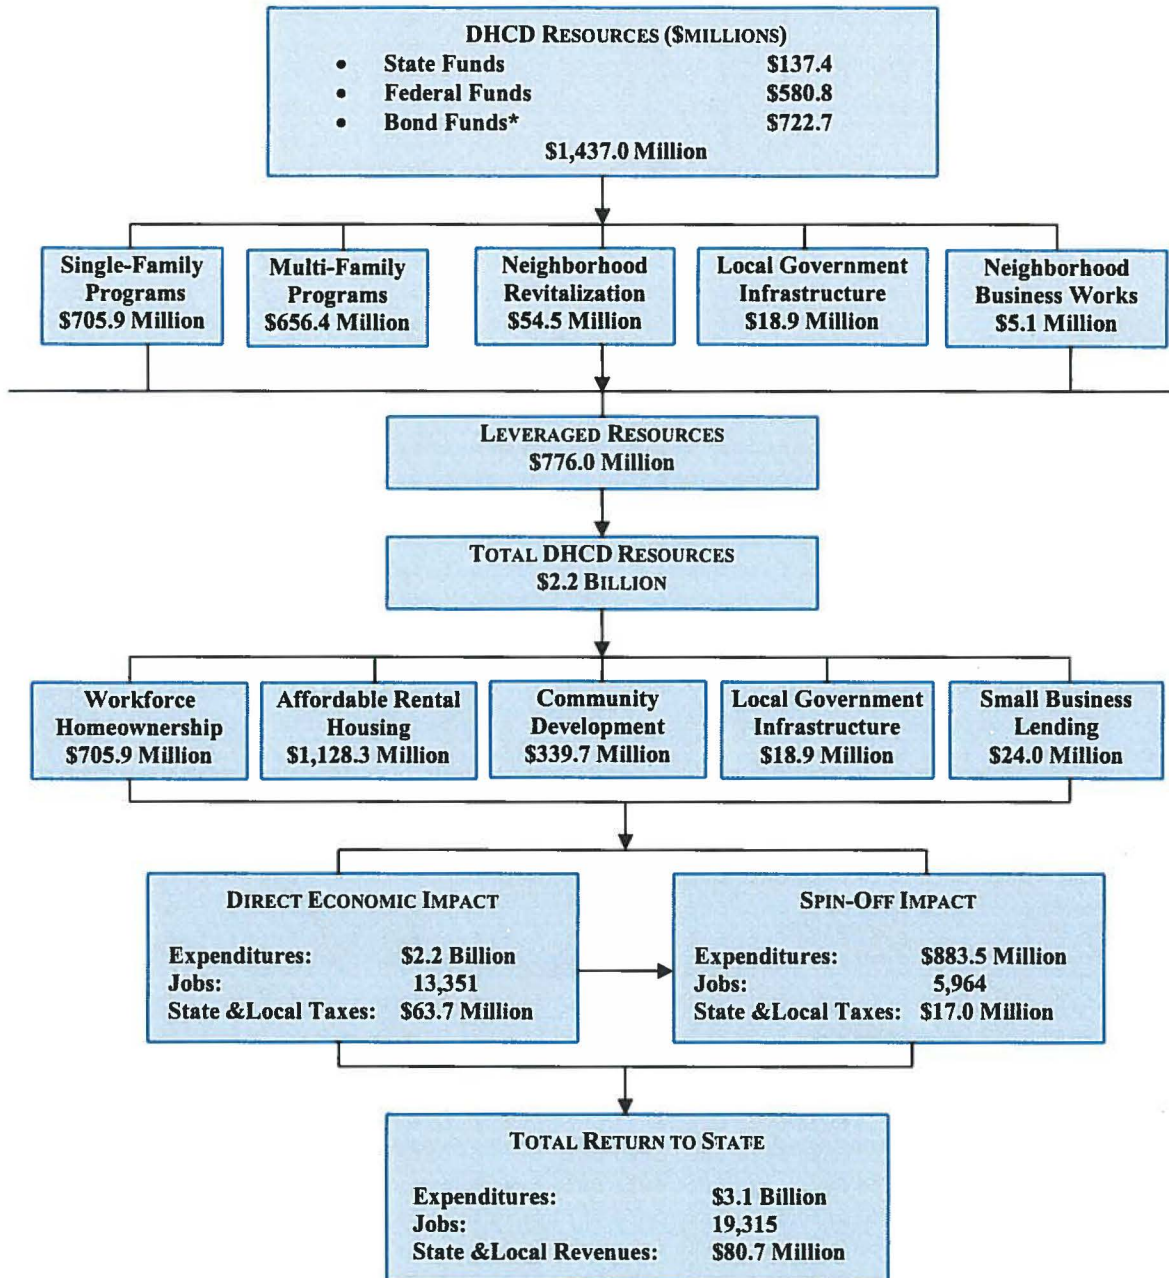 DHCD RESOURCES ($MILLIONS)
• State Funds $137.4
• Federal Funds $580.8
• Bond Funds* $722.7
$1,437.0 Million
Single-Family
Programs
$705.9 Million
Multi-Family
Programs
$656.4 Million
Neighborhood
Revitalization
$54.5 Million
Local Government
Infrastructure
$18.9 Million
Neighborhood
Business Works
$5.1 Million
LEVERAGED RESOURCES
$776.0 Million
TOTAL DHCD RESOURCES
$2.2 BILLION
Workforce
Homeownership
$705.9 Million
Affordable Rental
Housing
$1,128.3 Million
Community
Development
$339.7 Million
Local Government
Infrastructure
$18.9 Million
Small Business
Lending
$24.0 Million
DIRECT ECONOMIC IMPACT
Expenditures: $2.2 Billion
Jobs: 13,351
State &Local Taxes: $63.7 Million
SPIN-OFF IMPACT
Expenditures: $883.5 Million
Jobs: 5,964
State &Local Taxes: $17.0 Million
TOTAL RETURN TO STATE
Expenditures: $3.1 Billion
Jobs: 19,315
State &Local Revenues: $80.7 Million